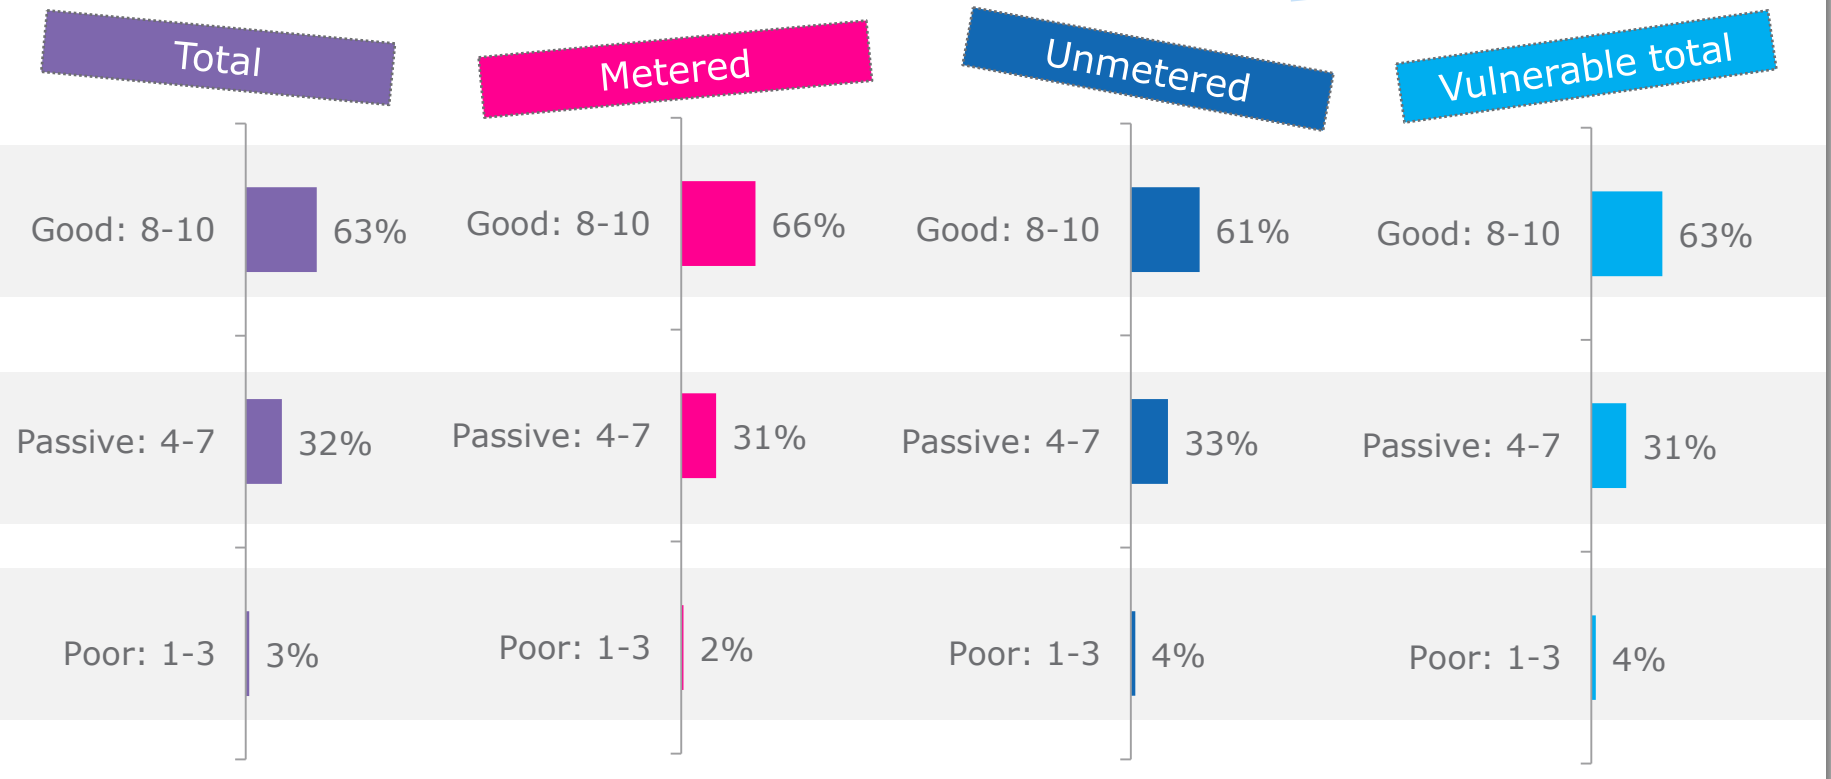 Total
Metered
Unmetered
Vulnerable total
Good: 8-10
63%
Good: 8-10
66%
Good: 8-10
61%
Good: 8-10
63%
Passive: 4-7
32%
Passive: 4-7
31%
Passive: 4-7
33%
Passive: 4-7
31%
Poor: 1-3
3%
Poor: 1-3
2%
Poor: 1-3
4%
Poor: 1-3
4%